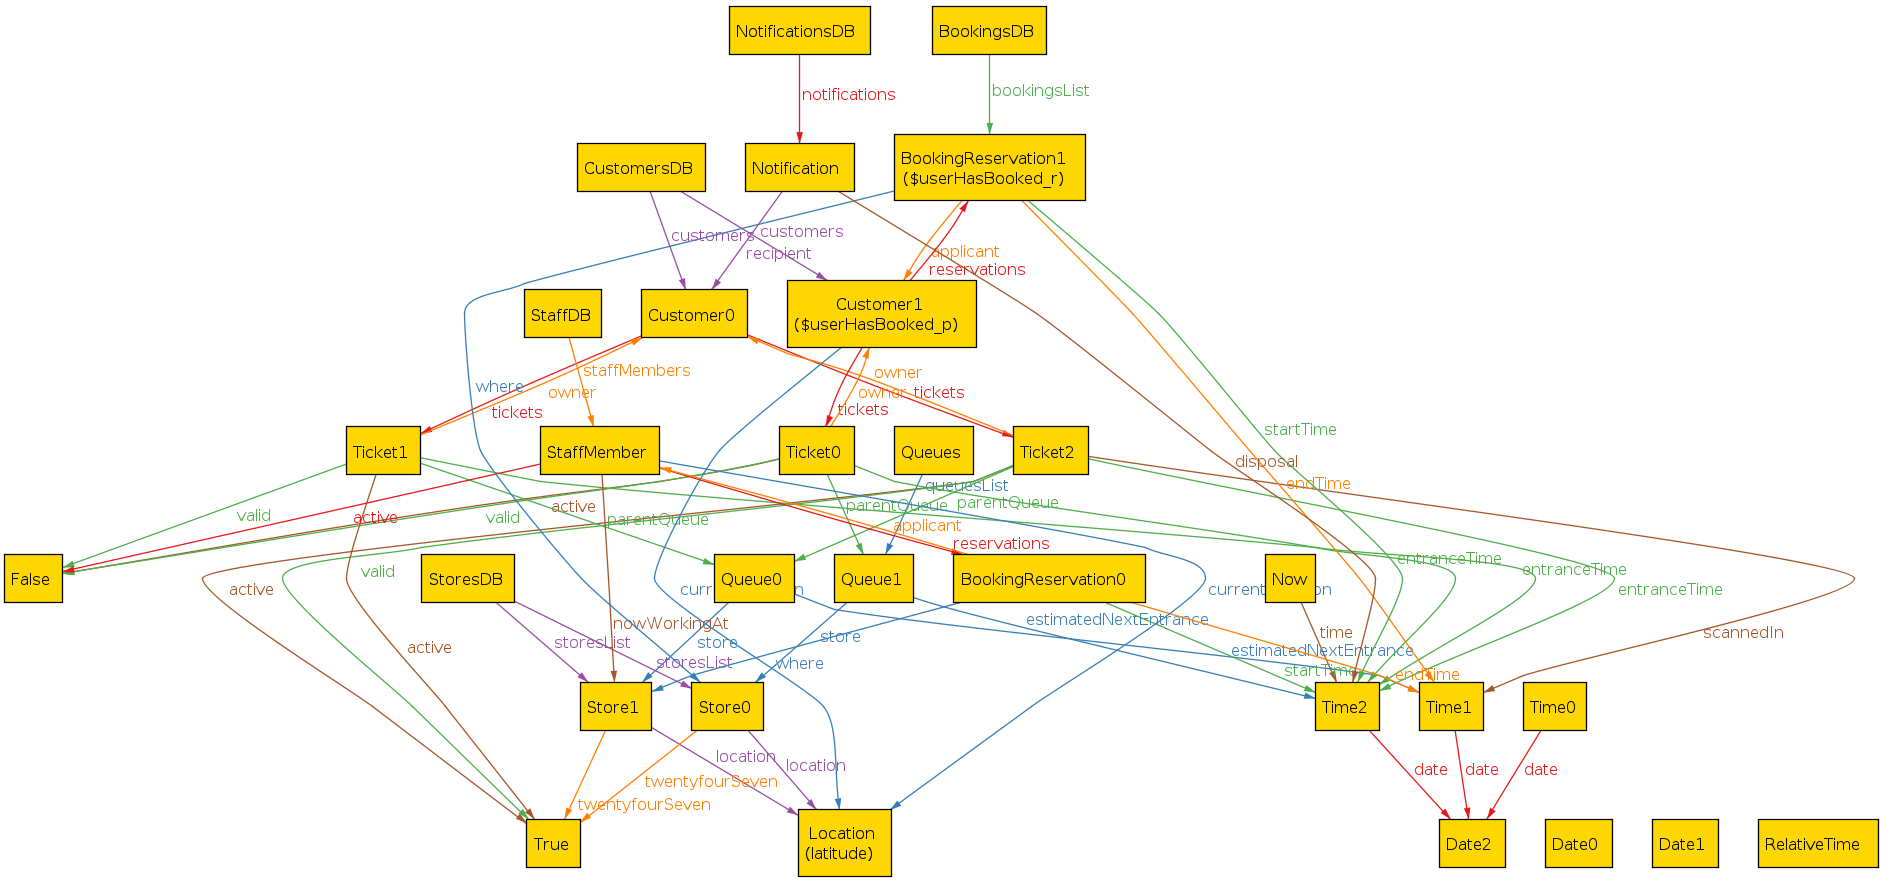 NotificationsDB
BookingsDB
bookingsList
notifications
BookingReservation1
($userHasBooked_r)
CustomersDB
Notification
customers
customers
recipient
applicant
reservations
Customer1
($userHasBooked_p)
StaffDB
Customer0
staffMembers
owner
where
owner
owner
tickets
tickets
tickets
startTime
Ticket1
StaffMember
Ticket0
Queues
Ticket2
disposal
endTime
queuesList
parentQueue
parentQueue
active
valid
active
valid
parentQueue
applicant
reservations
entranceTime
entranceTime
entranceTime
valid
False
StoresDB
Queue0
Queue1
BookingReservation0
Now
active
nowWorkingAt
estimatedNextEntrance
time
scannedIn
store
store
storesList
active
estimatedNextEntrance
storesList
where
startTime
endTime
Store1
Store0
Time2
Time1
Time0
location
location
date
date
date
twentyfourSeven
twentyfourSeven
True
Location
(latitude)
Date2
Date0
Date1
RelativeTime